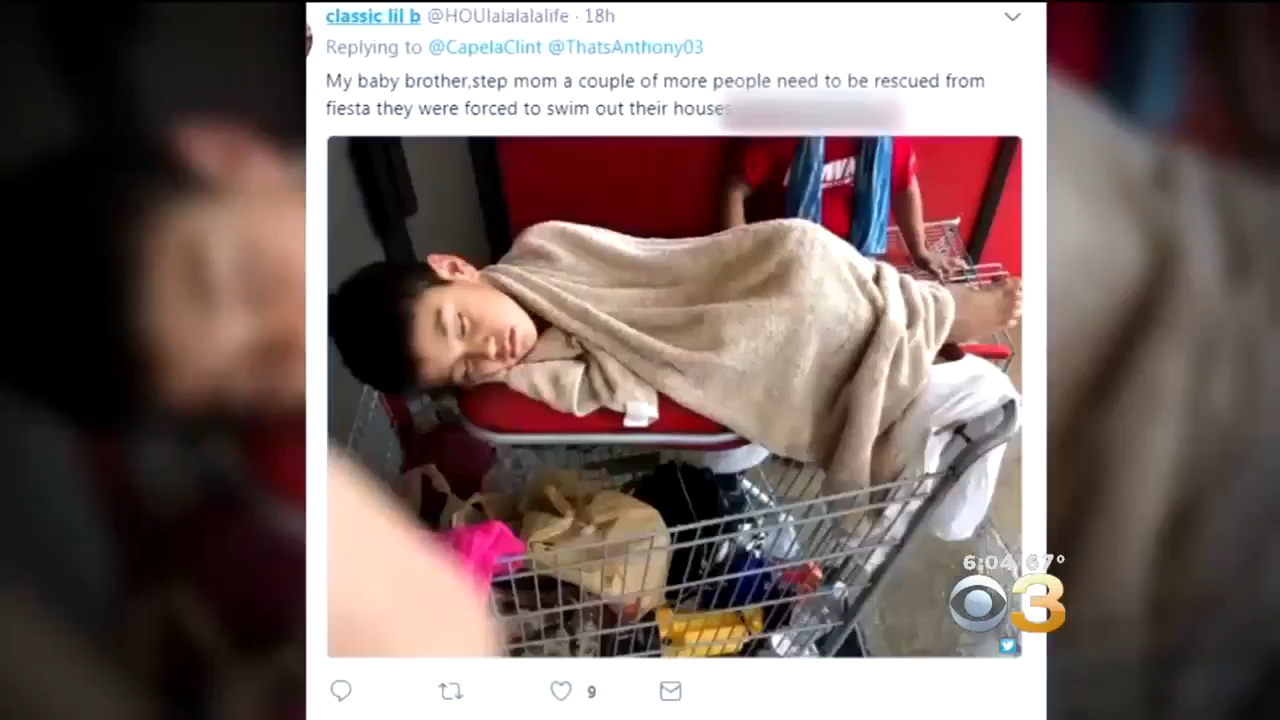 classic lil b @HOUlalalalalife · 18h
Replying to @CapelaClint @ThatsAnthony03
My baby brother,step mom a couple of more people need to be rescued from
fiesta they were forced to swim out their houses
6:04 67°
3
9